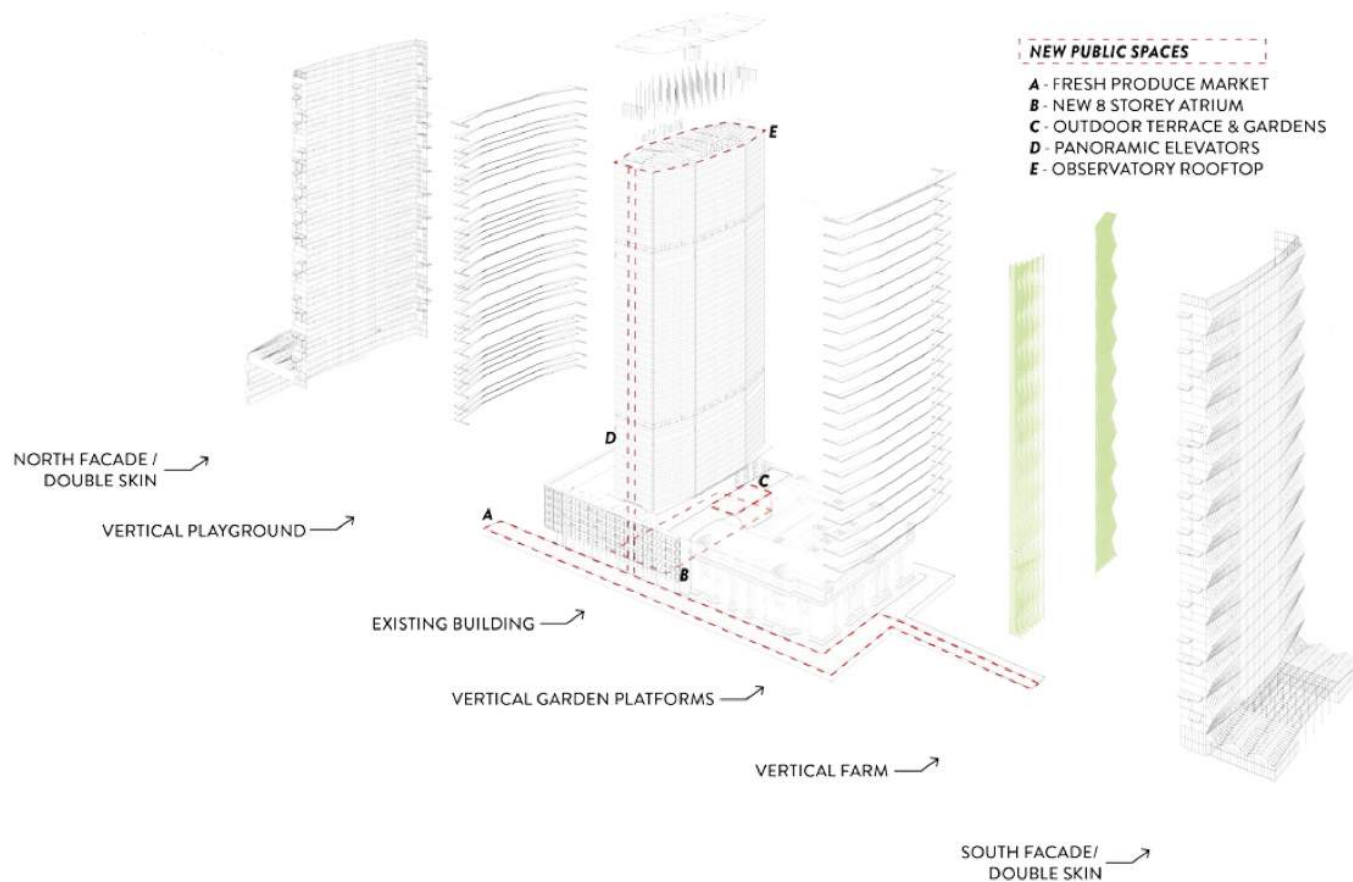 NEW PUBLIC SPACES
A - FRESH PRODUCE MARKET
B - NEW 8 STOREY ATRIUM
C - OUTDOOR TERRACE & GARDENS
D - PANORAMIC ELEVATORS
E - OBSERVATORY ROOFTOP
E
D
C
A
B
NORTH FACADE /
DOUBLE SKIN
VERTICAL PLAYGROUND
EXISTING BUILDING
VERTICAL GARDEN PLATFORMS
VERTICAL FARM
SOUTH FACADE/
DOUBLE SKIN